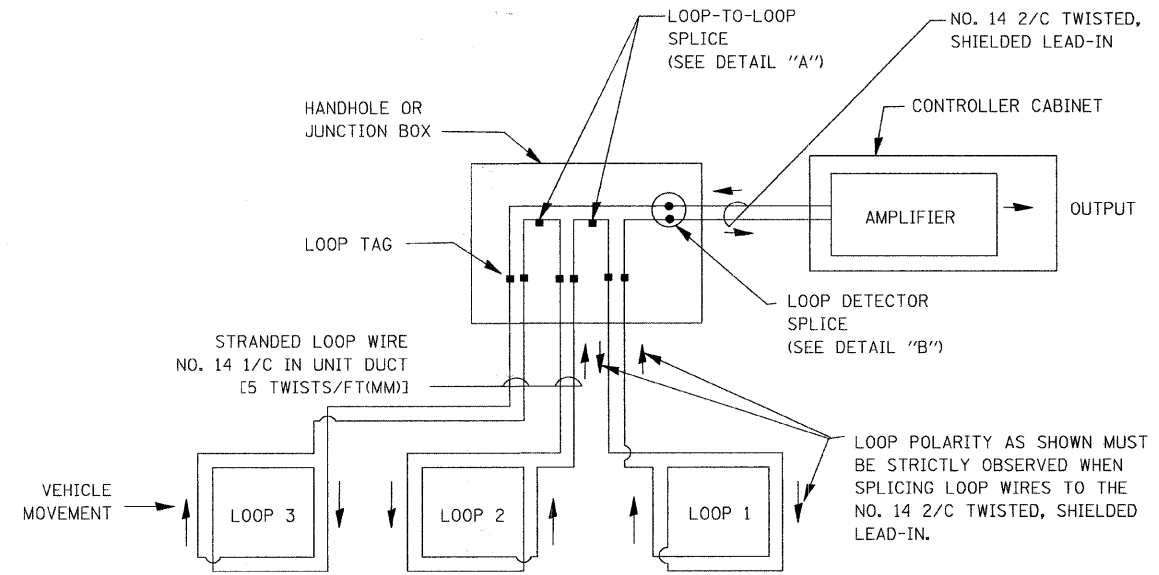 LOOP-TO-LOOP
SPLICE
(SEE DETAIL "A")
NO. 14 2/C TWISTED,
SHIELDED LEAD-IN
HANDHOLE OR
JUNCTION BOX
CONTROLLER CABINET
AMPLIFIER
OUTPUT
LOOP TAG
LOOP DETECTOR
SPLICE
(SEE DETAIL "B")
STRANDED LOOP WIRE
NO. 14 1/C IN UNIT DUCT
[5 TWISTS/FT(MM)]
LOOP POLARITY AS SHOWN MUST
BE STRICTLY OBSERVED WHEN
SPLICING LOOP WIRES TO THE
NO. 14 2/C TWISTED, SHIELDED
LEAD-IN.
VEHICLE
MOVEMENT
LOOP 3
LOOP 2
LOOP 1